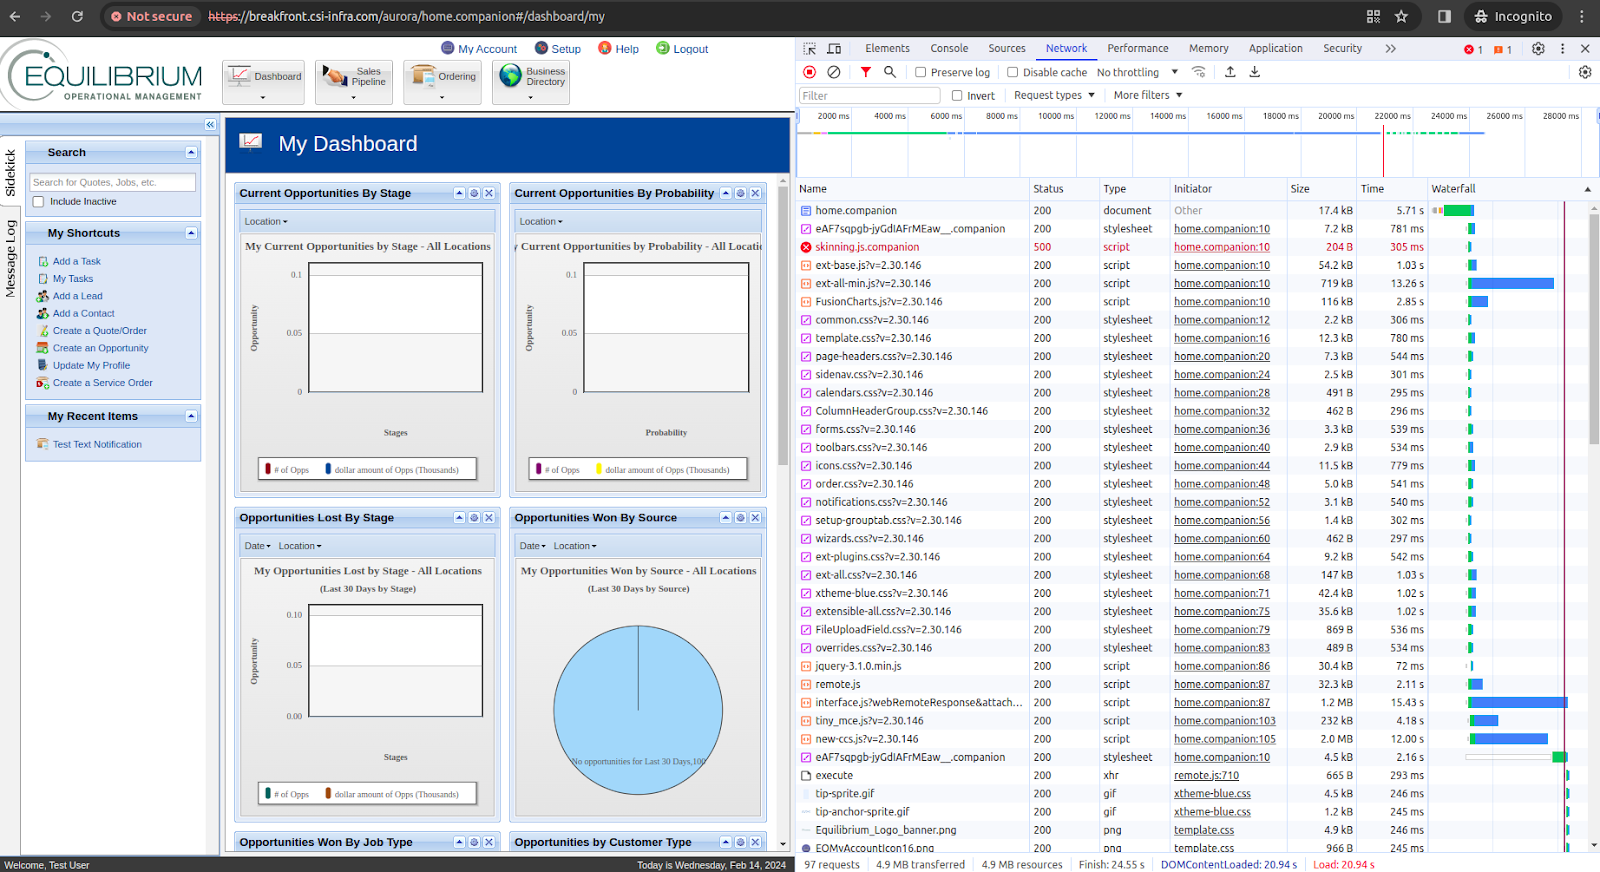 Not secure
https://breakfront.csi-infra.com/aurora/home.companion#/dashboard/my
Incognito
EQUILIBRIUM
OPERATIONAL MANAGEMENT
My Account
Setup
Help
Logout
Dashboard
Sales Pipeline
Ordering
Business Directory
Sidekick
Message Log
Search
Search for Quotes, Jobs, etc.
Include Inactive
My Shortcuts
Add a Task
My Tasks
Add a Lead
Add a Contact
Create a Quote/Order
Create an Opportunity
Update My Profile
Create a Service Order
My Recent Items
Test Text Notification
My Dashboard
Current Opportunities By Stage
Location
My Current Opportunities by Stage - All Locations
Opportunity
0.1
0.05
0
Stages
# of Opps dollar amount of Opps (Thousands)
Current Opportunities By Probability
Location
y Current Opportunities by Probability - All Locatio
Opportunity
0.1
0.05
0
Probability
# of Opps dollar amount of Opps (Thousands)
Opportunities Lost By Stage
Date Location
My Opportunities Lost by Stage - All Locations
(Last 30 Days by Stage)
Opportunity
0.10
0.05
0.00
Stages
# of Opps dollar amount of Opps (Thousands)
Opportunities Won By Source
Date Location
My Opportunities Won by Source - All Locations
(Last 30 Days by Source)
No opportunities for Last 30 Days,100
Opportunities Won By Job Type
Opportunities by Customer Type
Welcome, Test User
Today is Wednesday, Feb 14, 2024
Elements Console Sources Network Performance Memory Application Security 1 1
Preserve log Disable cache No throttling
Filter Invert Request types More filters
2000 ms 4000 ms 6000 ms 8000 ms 10000 ms 12000 ms 14000 ms 16000 ms 18000 ms 20000 ms 22000 ms 24000 ms 26000 ms 28000 ms
Name Status Type Initiator Size Time Waterfall
home.companion 200 document Other 17.4 kB 5.71 s
eAF7sqpgb-jyGdIAFrMEaw__.companion 200 stylesheet home.companion:10 7.2 kB 781 ms
skinning.js.companion 500 script home.companion:10 204 B 305 ms
ext-base.js?v=2.30.146 200 script home.companion:10 54.2 kB 1.03 s
ext-all-min.js?v=2.30.146 200 script home.companion:10 719 kB 13.26 s
FusionCharts.js?v=2.30.146 200 script home.companion:10 116 kB 2.85 s
common.css?v=2.30.146 200 stylesheet home.companion:12 2.2 kB 306 ms
template.css?v=2.30.146 200 stylesheet home.companion:16 12.3 kB 780 ms
page-headers.css?v=2.30.146 200 stylesheet home.companion:20 7.3 kB 544 ms
sidenav.css?v=2.30.146 200 stylesheet home.companion:24 2.5 kB 301 ms
calendars.css?v=2.30.146 200 stylesheet home.companion:28 491 B 295 ms
ColumnHeaderGroup.css?v=2.30.146 200 stylesheet home.companion:32 462 B 296 ms
forms.css?v=2.30.146 200 stylesheet home.companion:36 3.3 kB 539 ms
toolbars.css?v=2.30.146 200 stylesheet home.companion:40 2.9 kB 534 ms
icons.css?v=2.30.146 200 stylesheet home.companion:44 11.5 kB 779 ms
order.css?v=2.30.146 200 stylesheet home.companion:48 5.0 kB 541 ms
notifications.css?v=2.30.146 200 stylesheet home.companion:52 3.1 kB 540 ms
setup-grouptab.css?v=2.30.146 200 stylesheet home.companion:56 1.4 kB 302 ms
wizards.css?v=2.30.146 200 stylesheet home.companion:60 462 B 297 ms
ext-plugins.css?v=2.30.146 200 stylesheet home.companion:64 9.2 kB 542 ms
ext-all.css?v=2.30.146 200 stylesheet home.companion:68 147 kB 1.03 s
xtheme-blue.css?v=2.30.146 200 stylesheet home.companion:71 42.4 kB 1.02 s
extensible-all.css?v=2.30.146 200 stylesheet home.companion:75 35.6 kB 1.02 s
FileUploadField.css?v=2.30.146 200 stylesheet home.companion:79 869 B 536 ms
overrides.css?v=2.30.146 200 stylesheet home.companion:83 489 B 534 ms
jquery-3.1.0.min.js 200 script home.companion:86 30.4 kB 72 ms
remote.js 200 script home.companion:87 32.3 kB 2.11 s
interface.js?webRemoteResponse&attach... 200 script home.companion:87 1.2 MB 15.43 s
tiny_mce.js?v=2.30.146 200 script home.companion:103 232 kB 4.18 s
new-ccs.js?v=2.30.146 200 script home.companion:105 2.0 MB 12.00 s
eAF7sqpgb-jyGdIAFrMEaw__.companion 200 stylesheet home.companion:10 4.5 kB 2.16 s
execute 200 xhr remote.js:710 665 B 293 ms
tip-sprite.gif 200 gif xtheme-blue.css 4.5 kB 245 ms
tip-anchor-sprite.gif 200 gif xtheme-blue.css 1.2 kB 245 ms
Equilibrium_Logo_banner.png 200 png template.css 4.9 kB 246 ms
EOMyAccountIcon16.png 200 png template.css 966 B 245 ms
97 requests 4.9 MB transferred 4.9 MB resources Finish: 24.55 s DOMContentLoaded: 20.94 s Load: 20.94 s